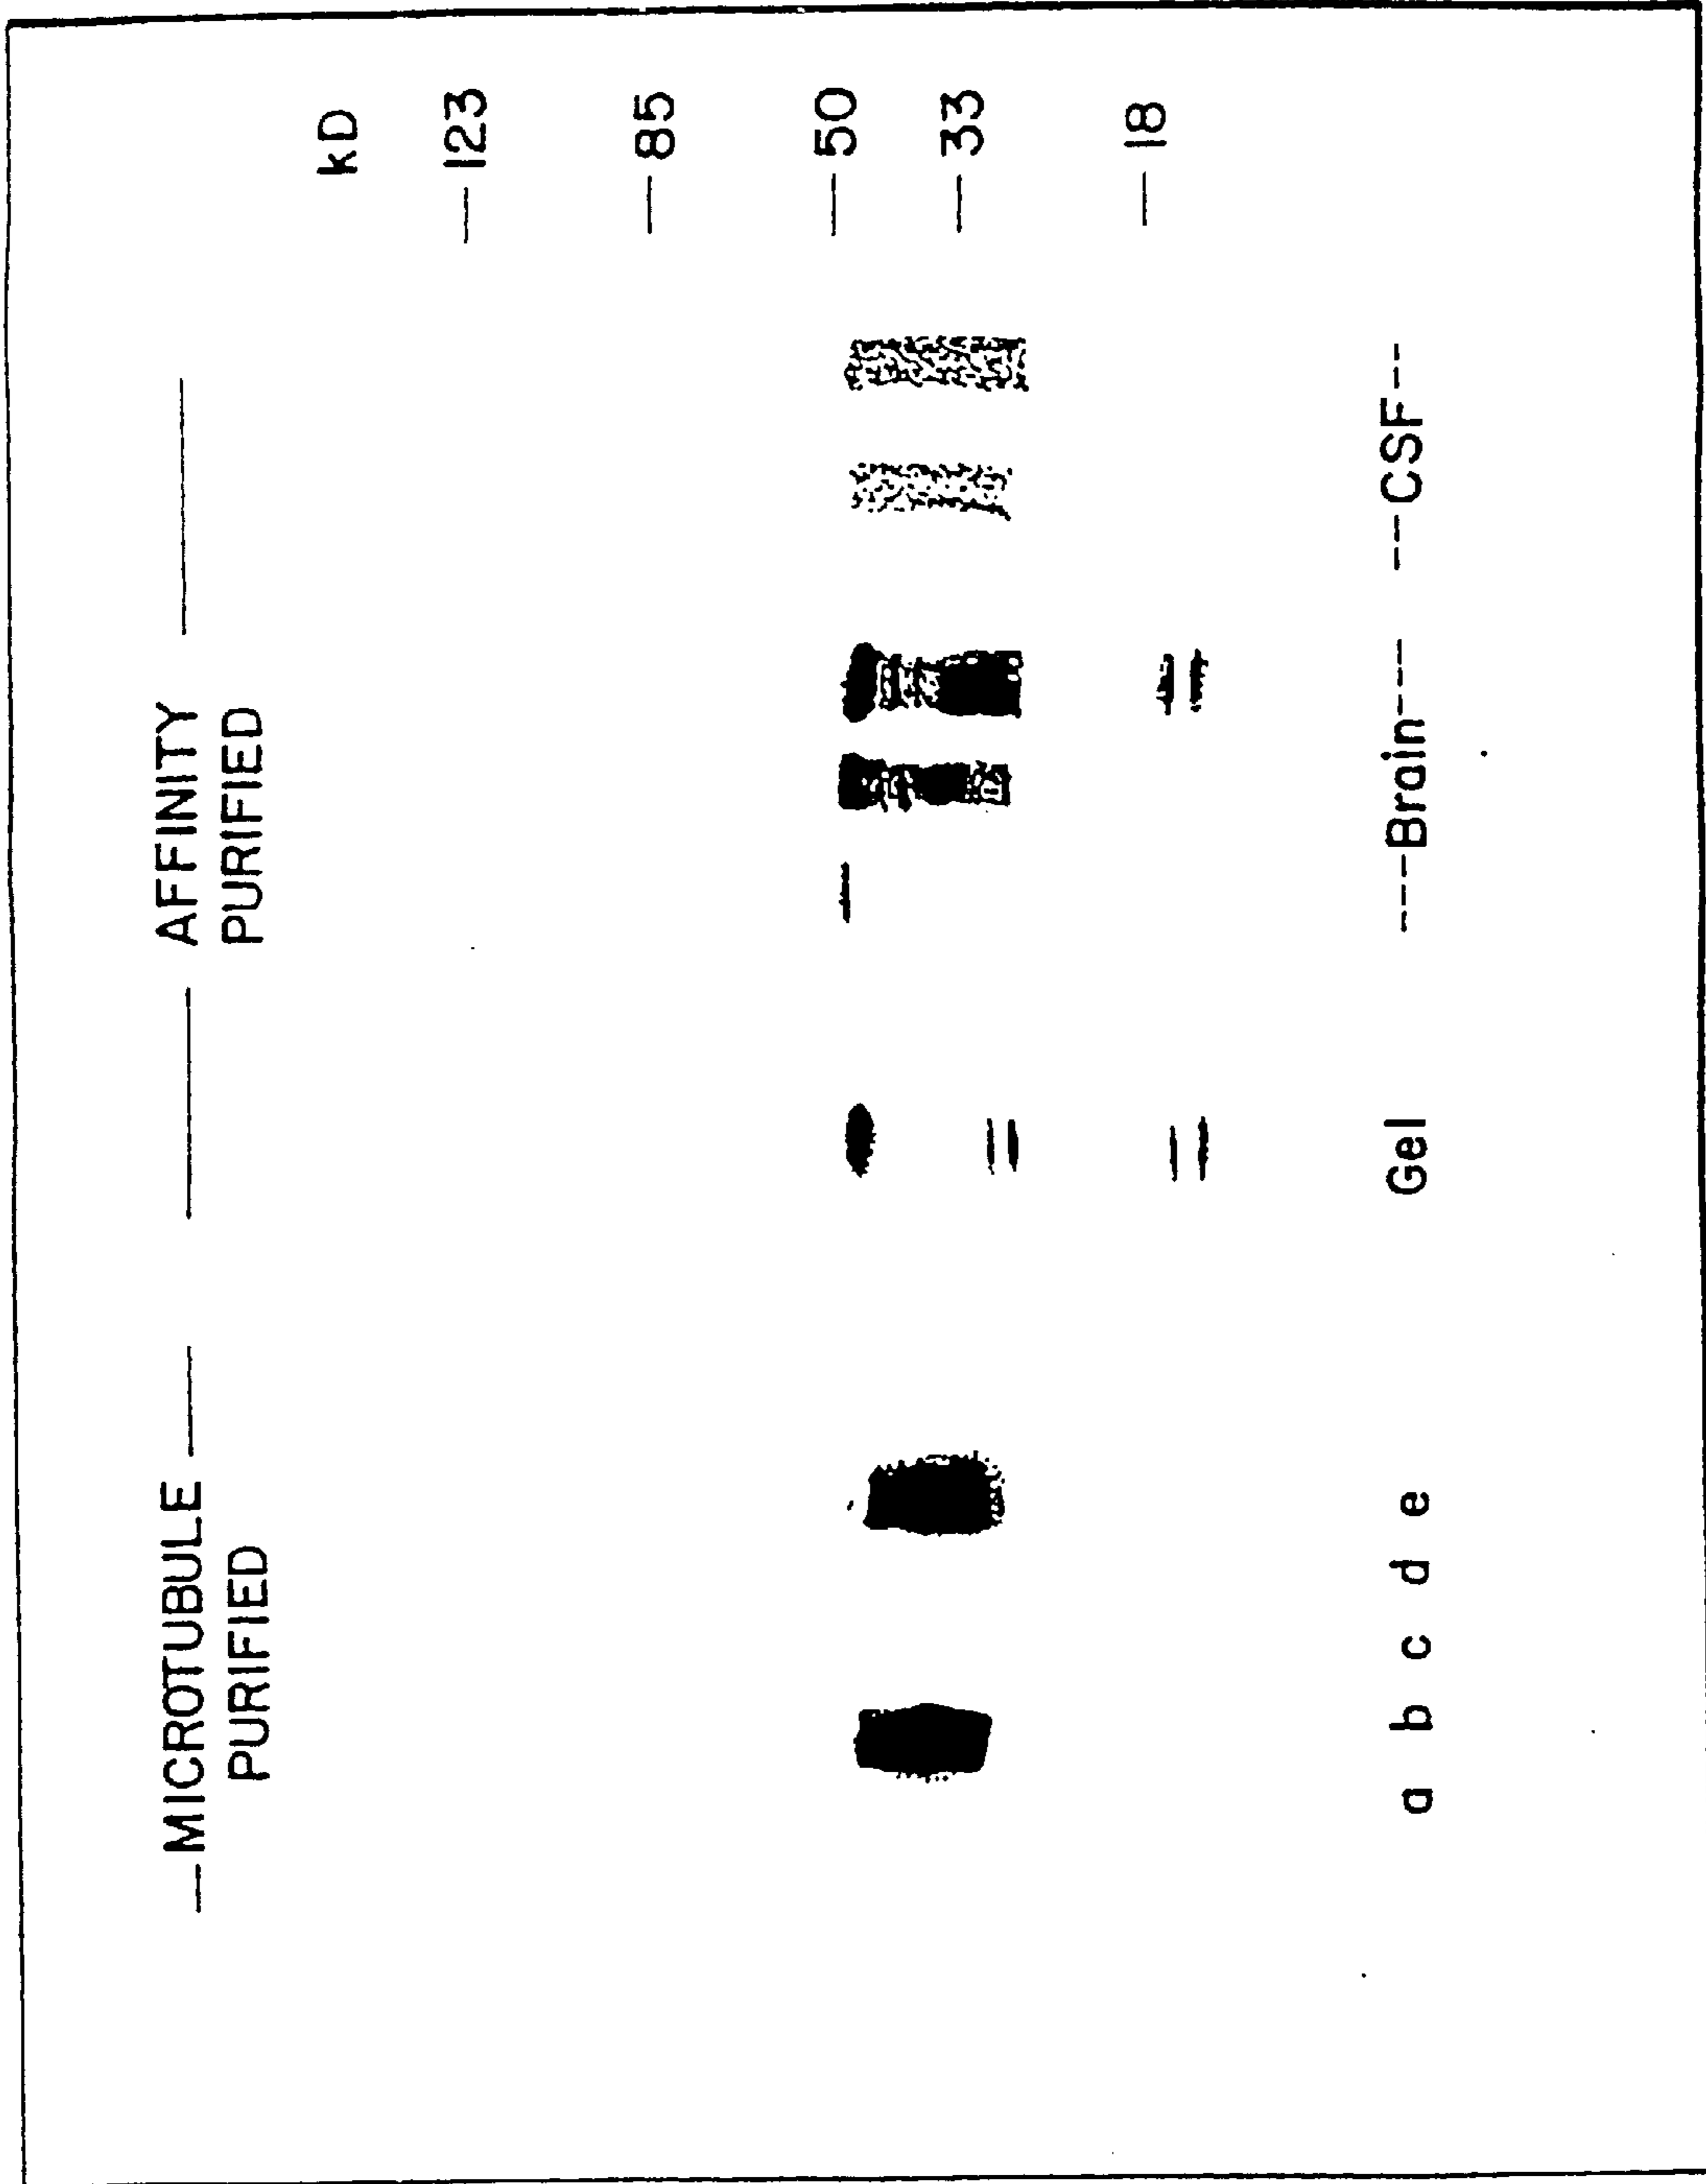 —MICROTUBULE — —— AFFINITY ——
PURIFIED PURIFIED
kD
—123
—85
—50
—33
—18
a b c d e Gel ---Brain--- --CSF--